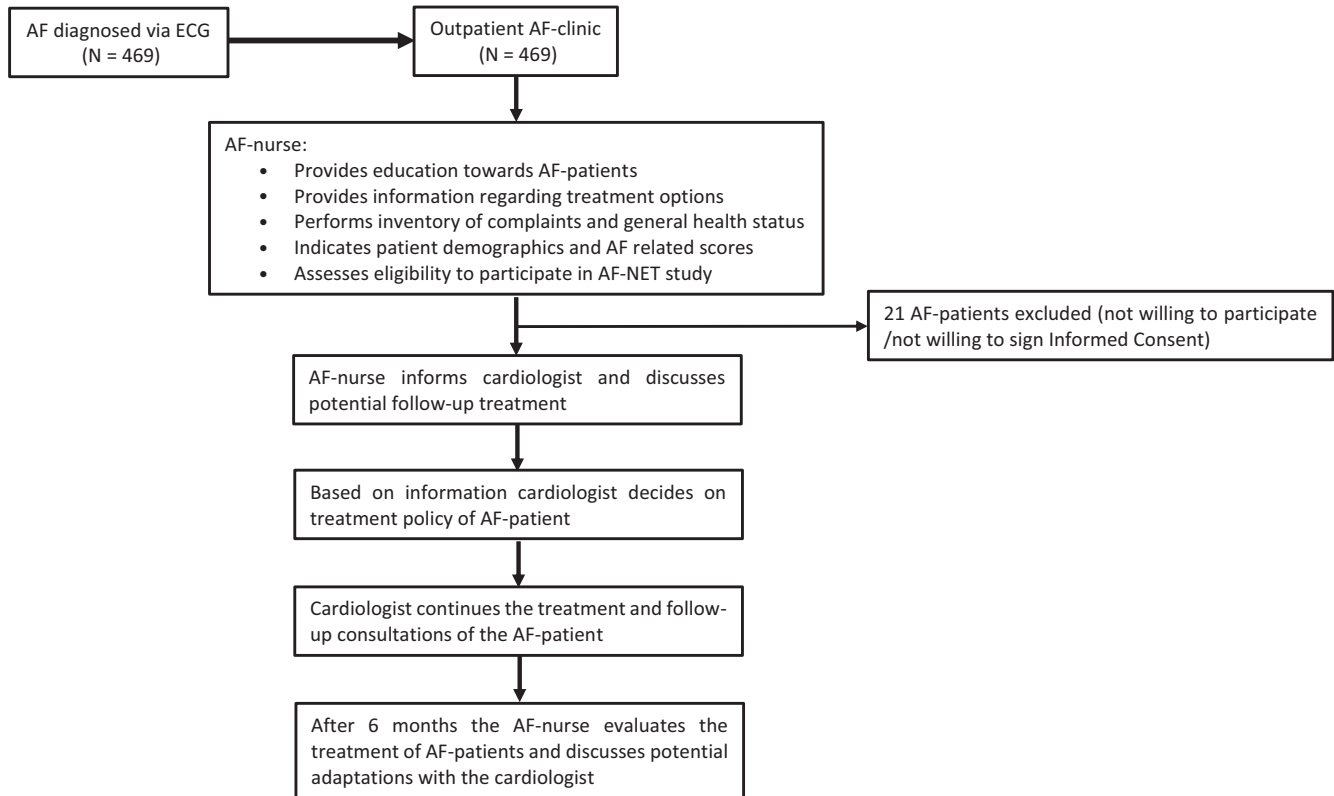 AF diagnosed via ECG
(N = 469)
Outpatient AF-clinic
(N = 469)
AF-nurse:
• Provides education towards AF-patients
• Provides information regarding treatment options
• Performs inventory of complaints and general health status
• Indicates patient demographics and AF related scores
• Assesses eligibility to participate in AF-NET study
21 AF-patients excluded (not willing to participate
/not willing to sign Informed Consent)
AF-nurse informs cardiologist and discusses
potential follow-up treatment
Based on information cardiologist decides on
treatment policy of AF-patient
Cardiologist continues the treatment and follow-
up consultations of the AF-patient
After 6 months the AF-nurse evaluates the
treatment of AF-patients and discusses potential
adaptations with the cardiologist